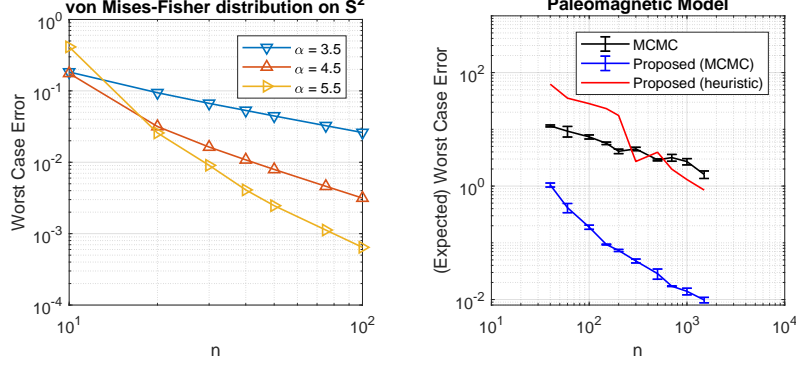 von Mises-Fisher distribution on S²
10⁰
10⁻¹
10⁻²
10⁻³
10⁻⁴
Worst Case Error
α = 3.5
α = 4.5
α = 5.5
10¹
10²
n
Paleomagnetic Model
10²
10⁰
10⁻²
(Expected) Worst Case Error
MCMC
Proposed (MCMC)
Proposed (heuristic)
10¹
10²
10³
10⁴
n